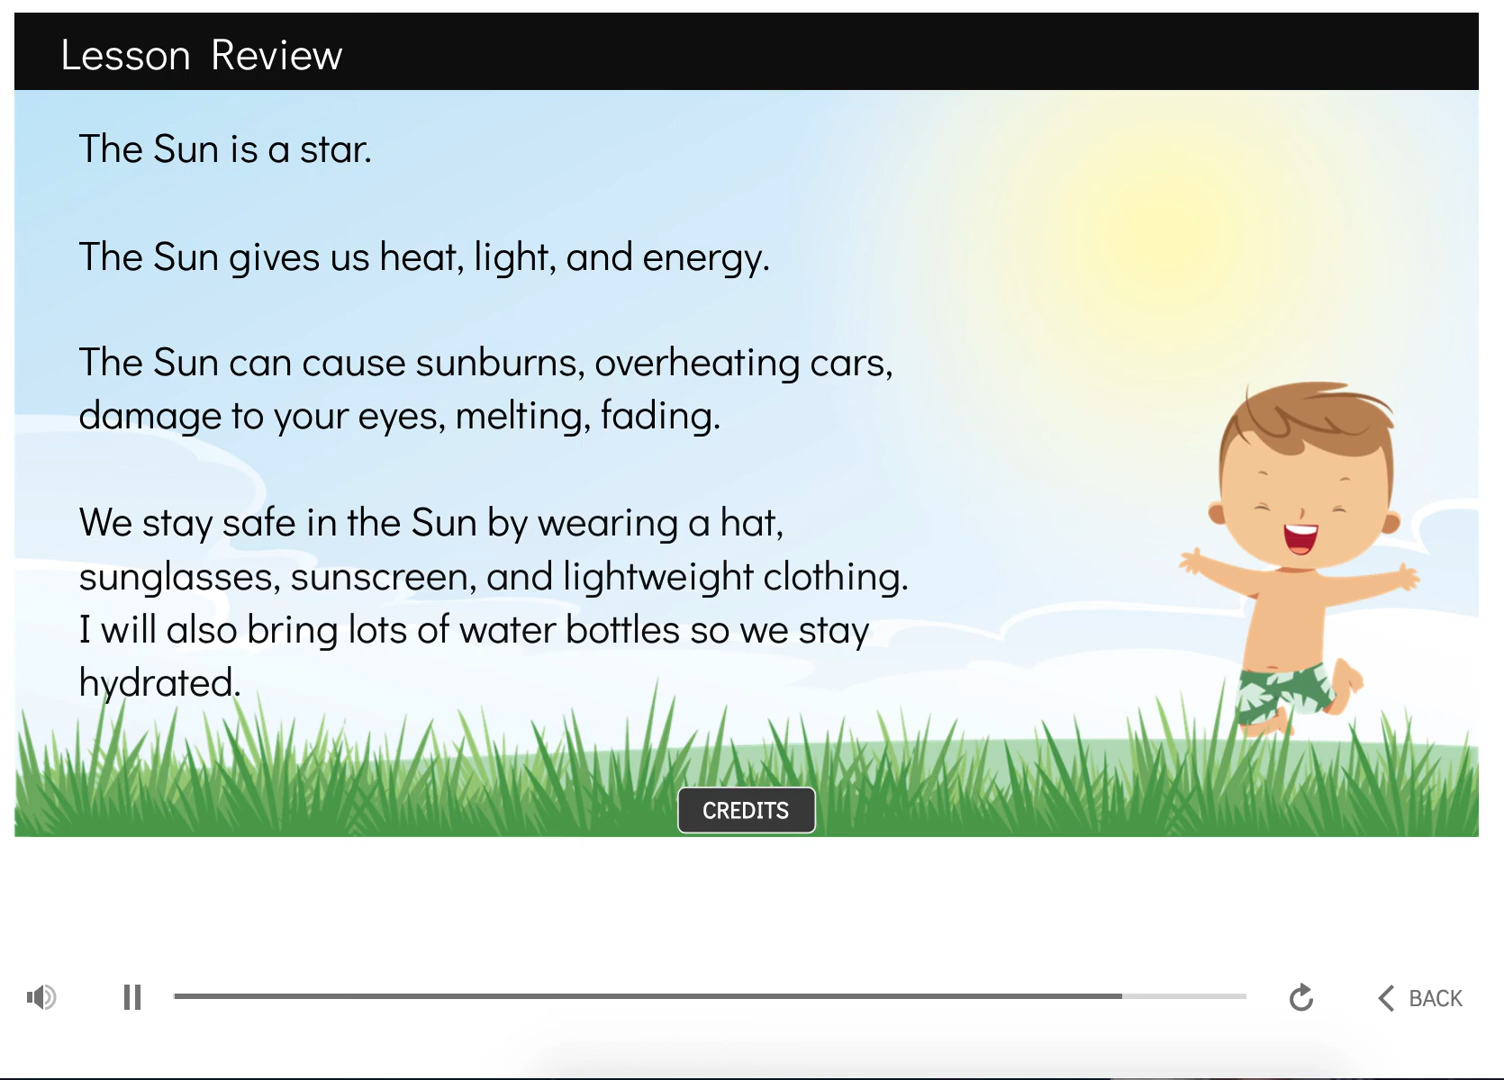 Lesson Review
The Sun is a star.
The Sun gives us heat, light, and energy.
The Sun can cause sunburns, overheating cars,
damage to your eyes, melting, fading.
We stay safe in the Sun by wearing a hat,
sunglasses, sunscreen, and lightweight clothing.
I will also bring lots of water bottles so we stay
hydrated.
CREDITS
BACK